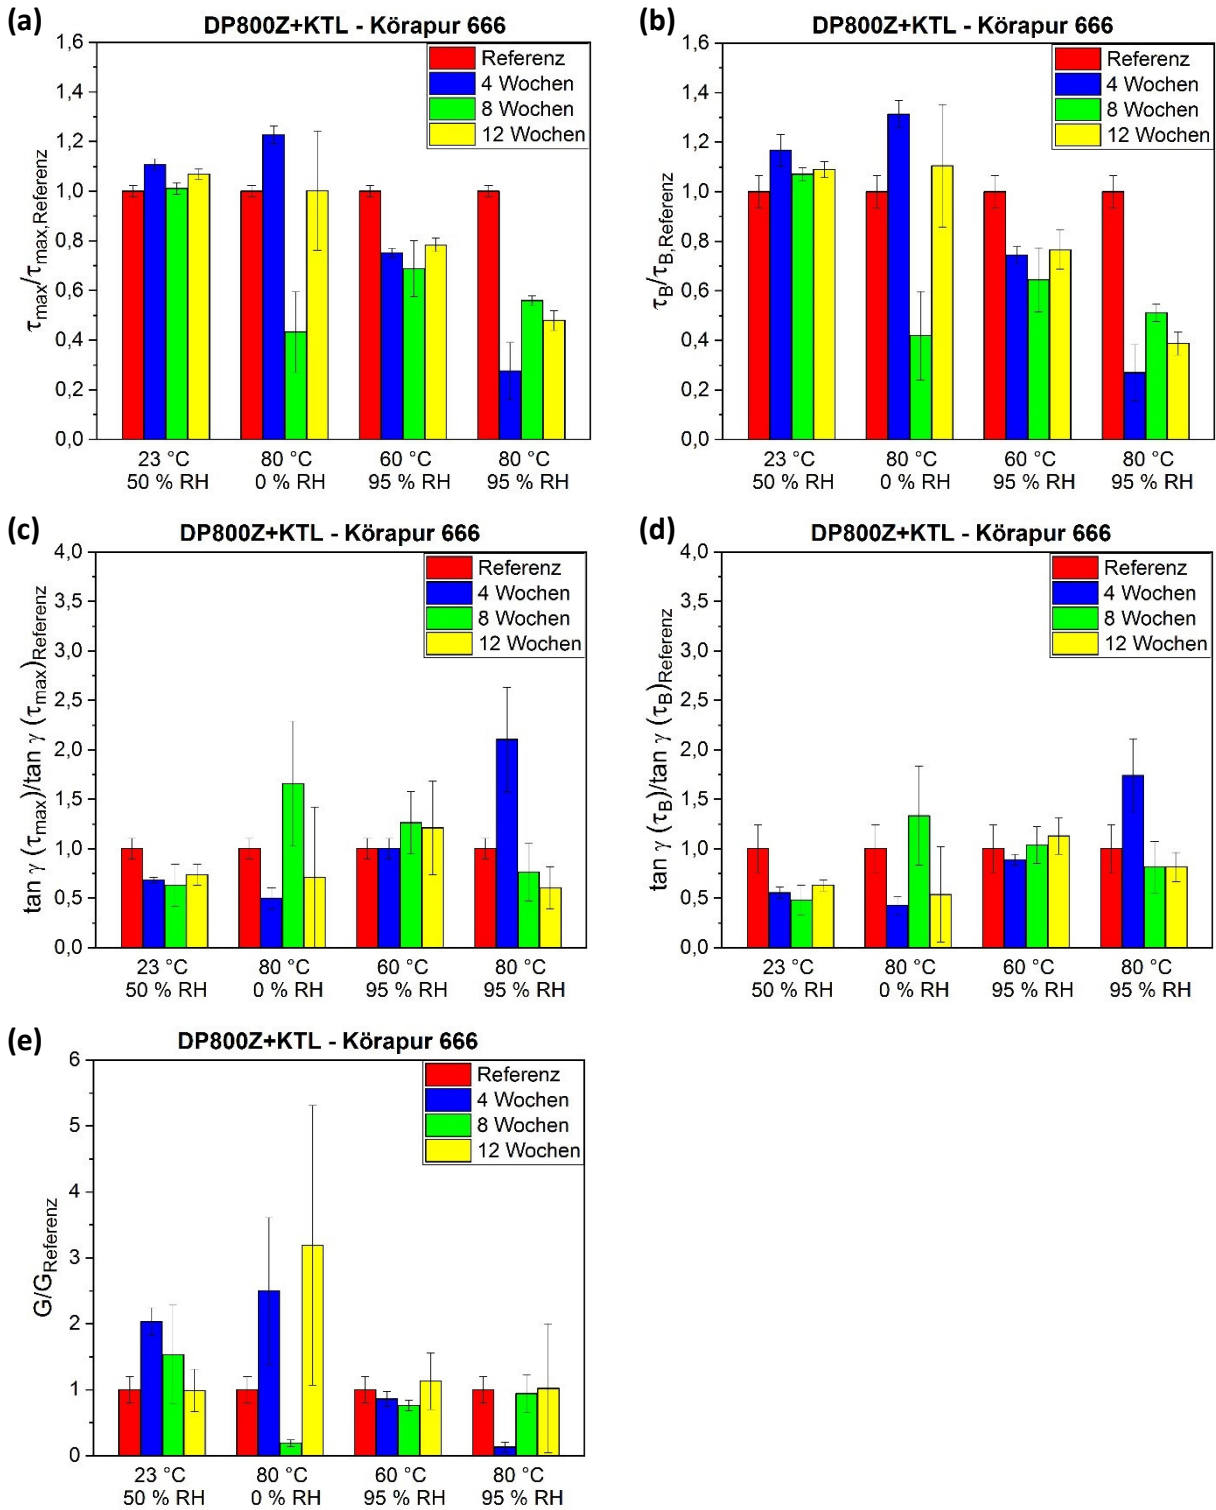 (a)
DP800Z+KTL - Körapur 666
τmax/τmax,Referenz
1,6
1,4
1,2
1,0
0,8
0,6
0,4
0,2
0,0
Referenz
4 Wochen
8 Wochen
12 Wochen
23 °C 80 °C 60 °C 80 °C
50 % RH 0 % RH 95 % RH 95 % RH
(b)
DP800Z+KTL - Körapur 666
τB/τB,Referenz
1,6
1,4
1,2
1,0
0,8
0,6
0,4
0,2
0,0
Referenz
4 Wochen
8 Wochen
12 Wochen
23 °C 80 °C 60 °C 80 °C
50 % RH 0 % RH 95 % RH 95 % RH
(c)
DP800Z+KTL - Körapur 666
tan γ (τmax)/tan γ (τmax)Referenz
4,0
3,5
3,0
2,5
2,0
1,5
1,0
0,5
0,0
Referenz
4 Wochen
8 Wochen
12 Wochen
23 °C 80 °C 60 °C 80 °C
50 % RH 0 % RH 95 % RH 95 % RH
(d)
DP800Z+KTL - Körapur 666
tan γ (τB)/tan γ (τB)Referenz
4,0
3,5
3,0
2,5
2,0
1,5
1,0
0,5
0,0
Referenz
4 Wochen
8 Wochen
12 Wochen
23 °C 80 °C 60 °C 80 °C
50 % RH 0 % RH 95 % RH 95 % RH
(e)
DP800Z+KTL - Körapur 666
G/GReferenz
6
5
4
3
2
1
0
Referenz
4 Wochen
8 Wochen
12 Wochen
23 °C 80 °C 60 °C 80 °C
50 % RH 0 % RH 95 % RH 95 % RH